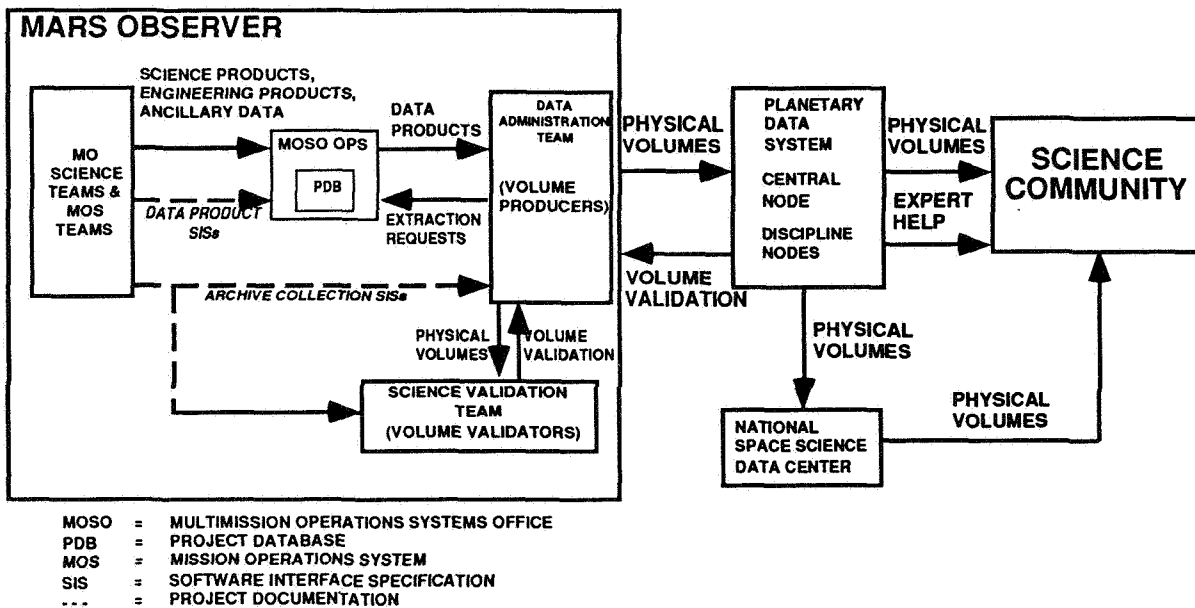 MARS OBSERVER
SCIENCE PRODUCTS,
ENGINEERING PRODUCTS,
ANCILLARY DATA
MO
SCIENCE
TEAMS &
MOS
TEAMS
MOSO OPS
PDB
DATA PRODUCT
SISs
DATA
PRODUCTS
EXTRACTION
REQUESTS
ARCHIVE COLLECTION SISs
DATA
ADMINISTRATION
TEAM
(VOLUME
PRODUCERS)
PHYSICAL
VOLUMES
VOLUME
VALIDATION
SCIENCE VALIDATION
TEAM
(VOLUME VALIDATORS)
PHYSICAL
VOLUMES
VOLUME
VALIDATION
PLANETARY
DATA
SYSTEM
CENTRAL
NODE
DISCIPLINE
NODES
PHYSICAL
VOLUMES
EXPERT
HELP
SCIENCE
COMMUNITY
PHYSICAL
VOLUMES
NATIONAL
SPACE SCIENCE
DATA CENTER
PHYSICAL
VOLUMES
MOSO = MULTIMISSION OPERATIONS SYSTEMS OFFICE
PDB = PROJECT DATABASE
MOS = MISSION OPERATIONS SYSTEM
SIS = SOFTWARE INTERFACE SPECIFICATION
--- = PROJECT DOCUMENTATION